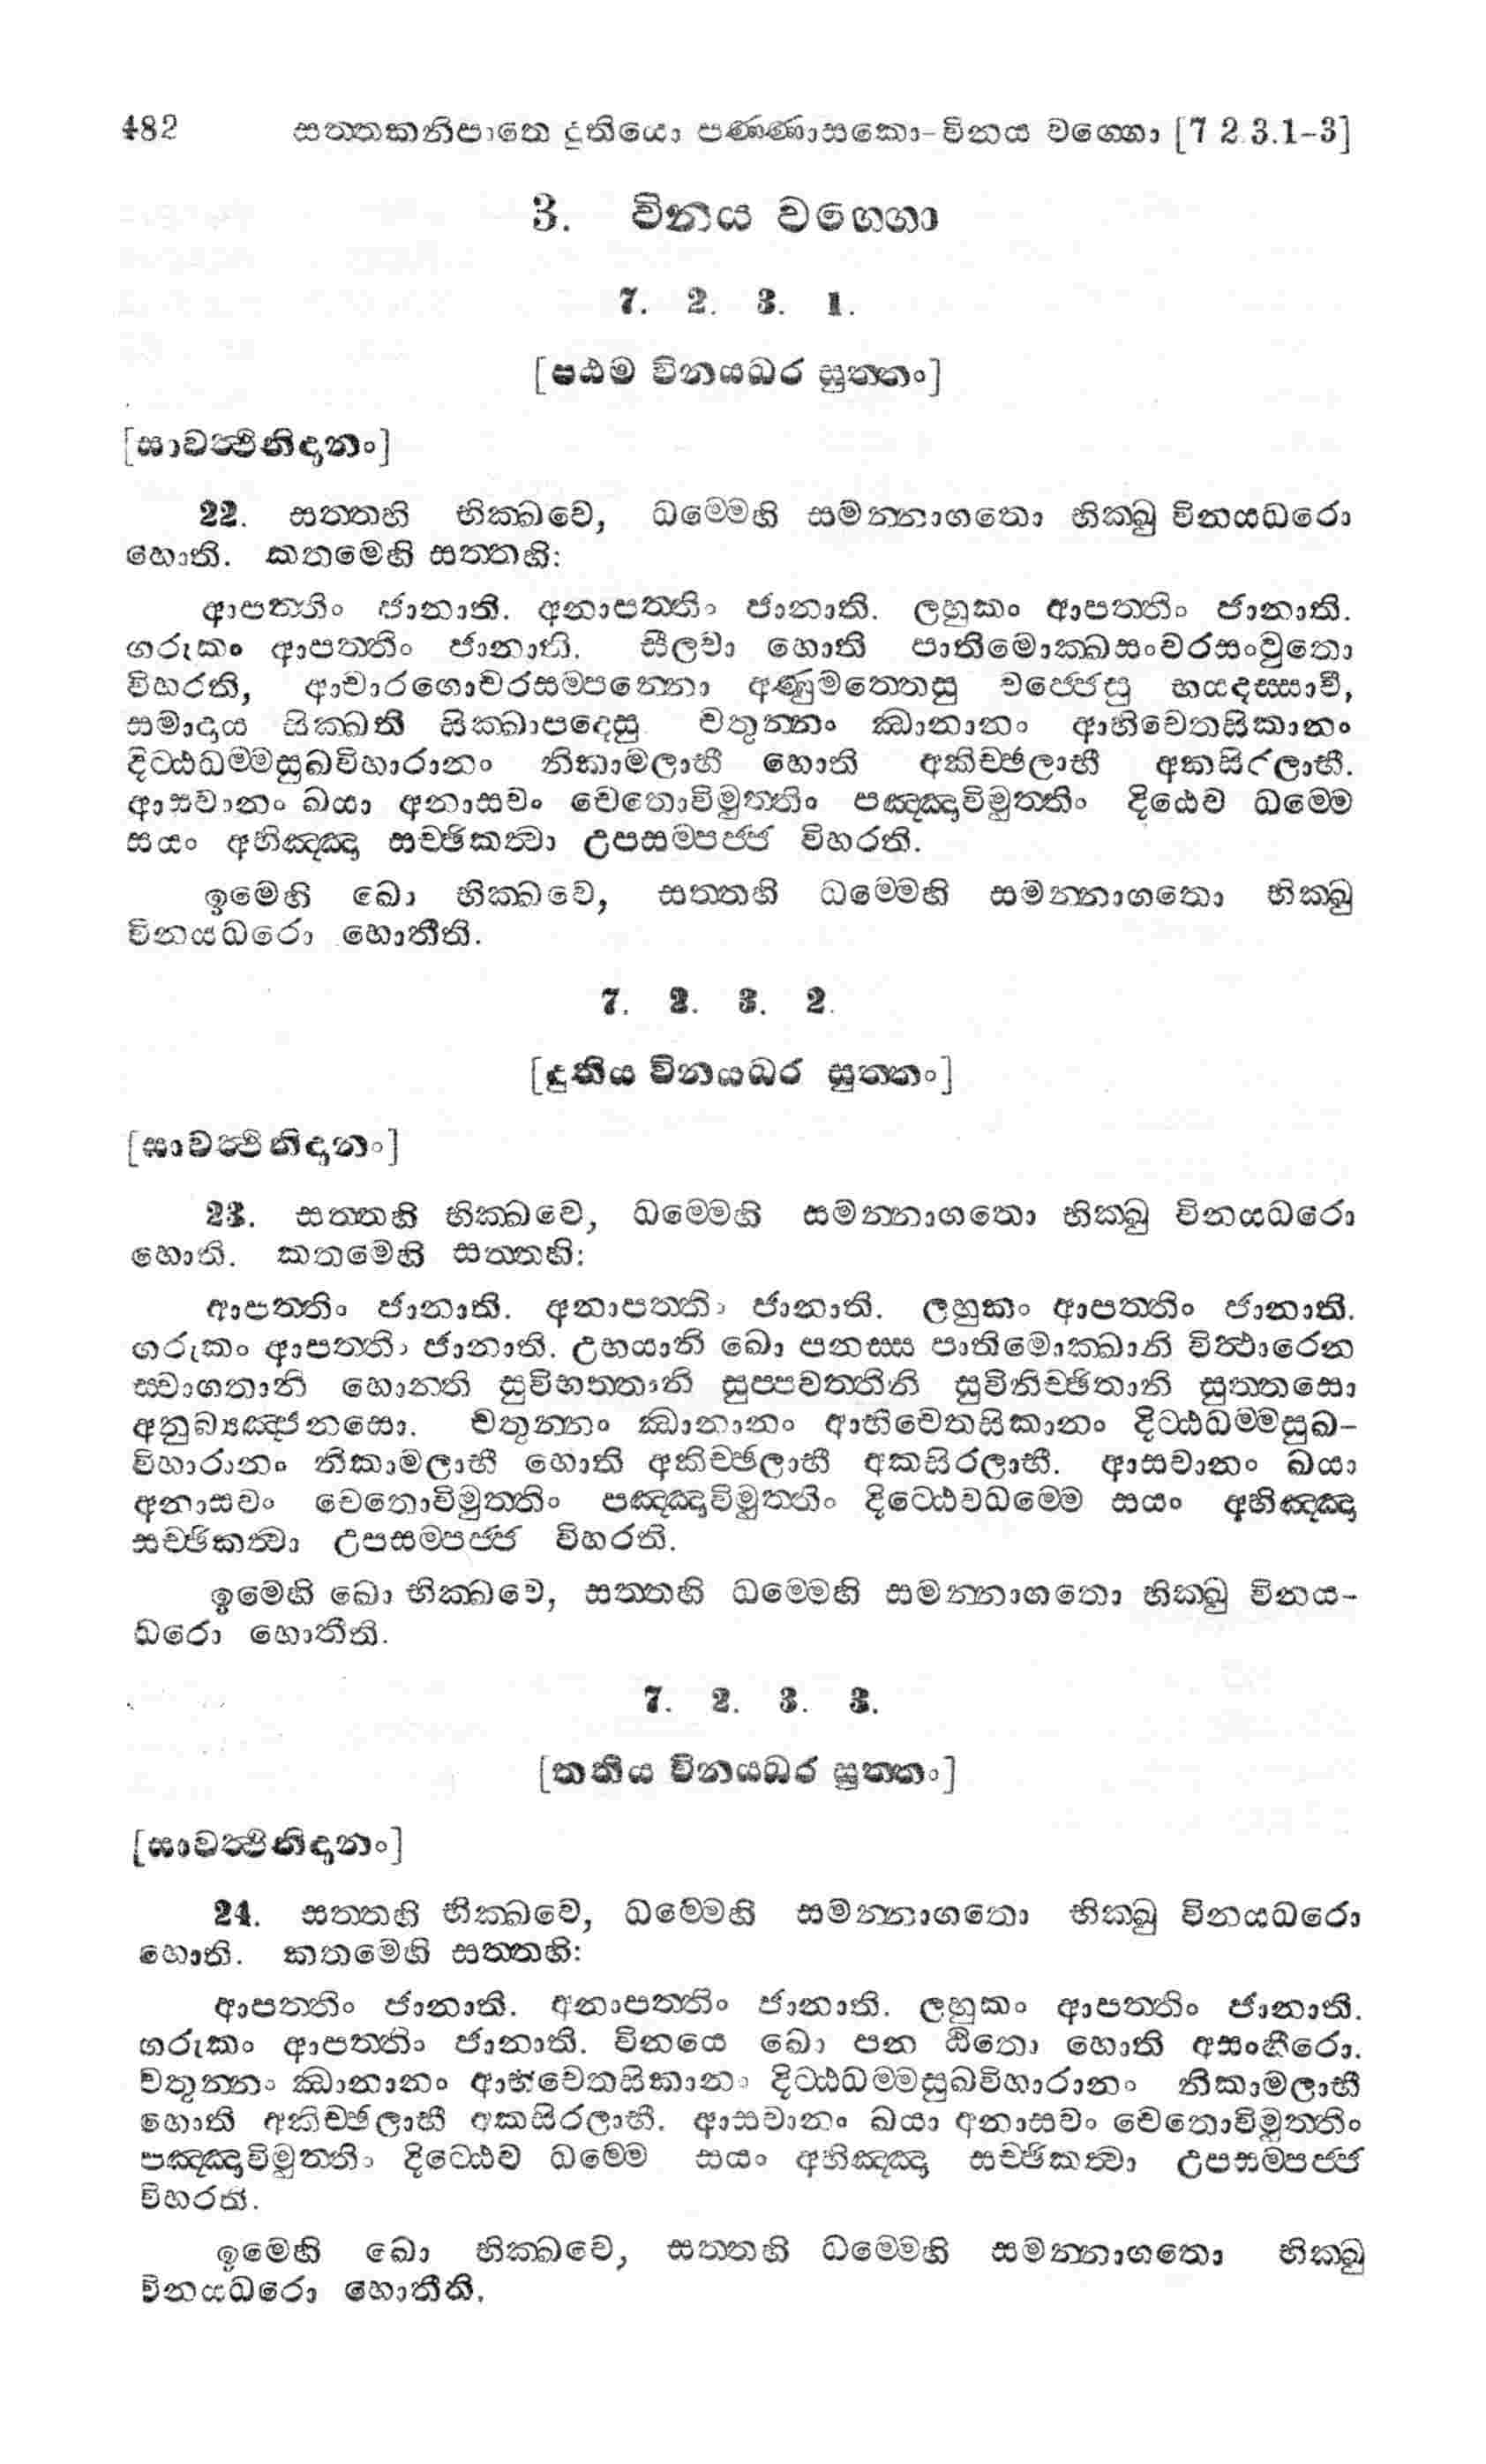 482 සත්තකනිපාතෙ දුතියො පණ්ණාසකො-විනය වග්ගො [7 2.3.1-3]
3. විනය වග්ගො
7. 2. 3. 1.
[පඨම විනයධර සුත්තං]
[සාවත්ථිනිදානං]
22. සත්තහි භික්ඛවෙ, ධම්මෙහි සමන්නාගතො භික්ඛු විනයධරො
හොති. කතමෙහි සත්තහි:
ආපත්තිං ජානාති. අනාපත්තිං ජානාති. ලහුකං ආපත්තිං ජානාති.
ගරුකං ආපත්තිං ජානාති. සීලවා හොති පාතිමොක්ඛසංවරසංවුතො
විහරති, ආචාරගොචරසම්පන්නො අණුමත්තෙසු වජ්ජෙසු භයදස්සාවී,
සමාදාය සික්ඛති සික්ඛාපදෙසු. චතුන්නං ඣානානං ආභිචෙතසිකානං
දිට්ඨධම්මසුඛවිහාරානං නිකාමලාභී හොති අකිච්ඡලාභී අකසිරලාභී.
ආසවානං ඛයා අනාසවං චෙතොවිමුත්තිං පඤ්ඤාවිමුත්තිං දිඨෙව ධම්මෙ
සයං අභිඤ්ඤා සච්ඡිකත්වා උපසම්පජ්ජ විහරති.
ඉමෙහි ඛො භික්ඛවෙ, සත්තහි ධම්මෙහි සමන්නාගතො භික්ඛු
විනයධරො හොතීති.
7. 2. 3. 2.
[දුතිය විනයධර සුත්තං]
[සාවත්ථිනිදානං]
23. සත්තහි භික්ඛවෙ, ධම්මෙහි සමන්නාගතො භික්ඛු විනයධරො
හොති. කතමෙහි සත්තහි:
ආපත්තිං ජානාති. අනාපත්තිං ජානාති. ලහුකං ආපත්තිං ජානාති.
ගරුකං ආපත්තිං ජානාති. උභයානි ඛො පනස්ස පාතිමොක්ඛානි විත්ථාරෙන
ස්වාගතානි හොන්ති සුවිභත්තානි සුප්පවත්තීනි සුවිනිච්ඡිතානි සුත්තසො
අනුබ්‍යඤ්ජනසො. චතුන්නං ඣානානං ආභිචෙතසිකානං දිට්ඨධම්මසුඛ-
විහාරානං නිකාමලාභී හොති අකිච්ඡලාභී අකසිරලාභී. ආසවානං ඛයා
අනාසවං චෙතොවිමුත්තිං පඤ්ඤාවිමුත්තිං දිට්ඨෙවධම්මෙ සයං අභිඤ්ඤා
සච්ඡිකත්වා උපසම්පජ්ජ විහරති.
ඉමෙහි ඛො භික්ඛවෙ, සත්තහි ධම්මෙහි සමන්නාගතො භික්ඛු විනය-
ධරො හොතීති.
7. 2. 3. 3.
[තතිය විනයධර සුත්තං]
[සාවත්ථිනිදානං]
24. සත්තහි භික්ඛවෙ, ධම්මෙහි සමන්නාගතො භික්ඛු විනයධරො
හොති. කතමෙහි සත්තහි:
ආපත්තිං ජානාති. අනාපත්තිං ජානාති. ලහුකං ආපත්තිං ජානාති.
ගරුකං ආපත්තිං ජානාති. විනයෙ ඛො පන ඨිතො හොති අසංහීරො.
චතුන්නං ඣානානං ආභිචෙතසිකානං දිට්ඨධම්මසුඛවිහාරානං නිකාමලාභී
හොති අකිච්ඡලාභී අකසිරලාභී. ආසවානං ඛයා අනාසවං චෙතොවිමුත්තිං
පඤ්ඤාවිමුත්තිං දිට්ඨෙව ධම්මෙ සයං අභිඤ්ඤා සච්ඡිකත්වා උපසම්පජ්ජ
විහරති.
ඉමෙහි ඛො භික්ඛවෙ, සත්තහි ධම්මෙහි සමන්නාගතො භික්ඛු
විනයධරො හොතීති.